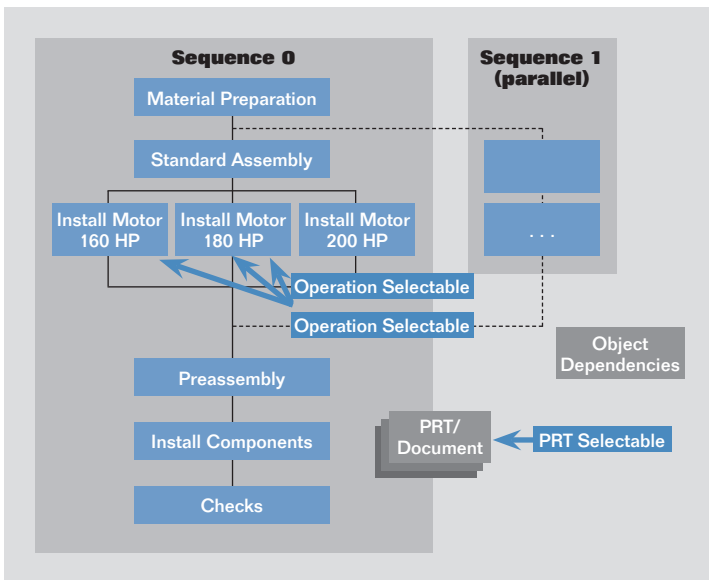 Sequence 0
Sequence 1
(parallel)
Material Preparation
Standard Assembly
Install Motor
160 HP
Install Motor
180 HP
Install Motor
200 HP
. . .
Operation Selectable
Operation Selectable
Object
Dependencies
Preassembly
PRT/
Document
PRT Selectable
Install Components
Checks